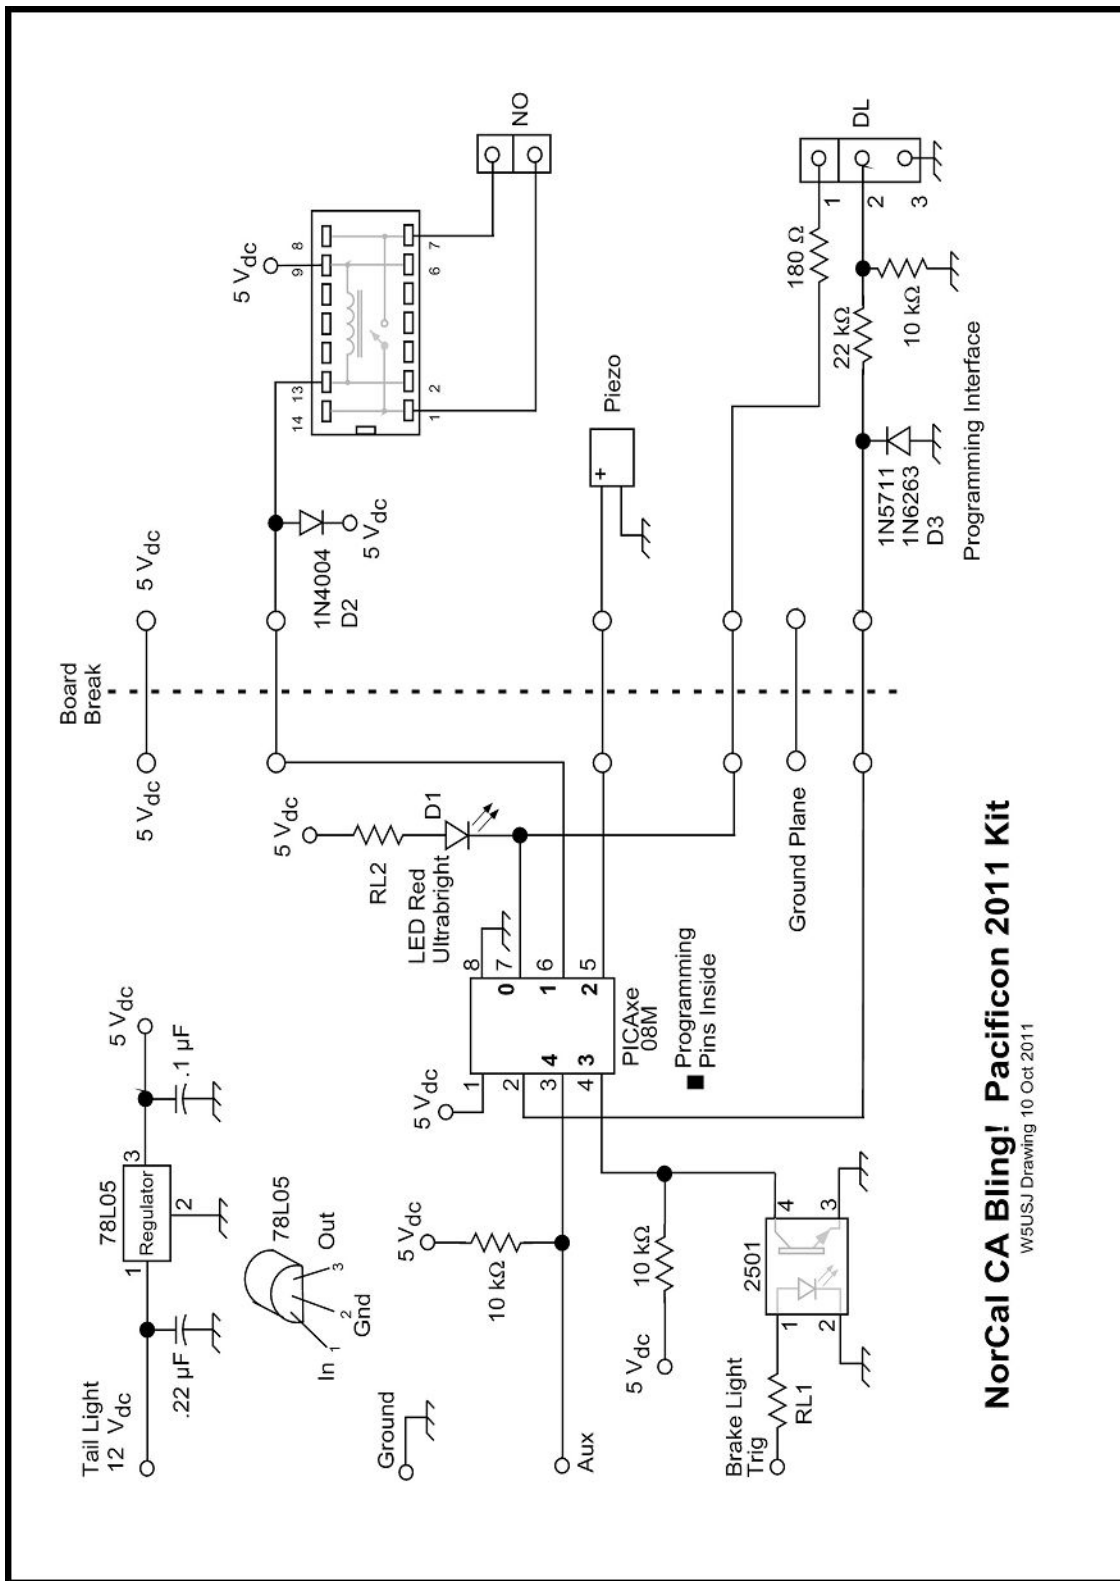 Tail Light
12 Vdc
.22 µF
1
78L05
Regulator
3
2
5 Vdc
.1 µF
5 Vdc
Board
Break
5 Vdc
78L05
In 1
2
Gnd
3
Out
Ground
5 Vdc
10 kΩ
Aux
5 Vdc
10 kΩ
Brake Light
Trig
RL1
2501
1
2
4
3
5 Vdc
1
2
3
4
4
3
8
7
6
5
0
1
2
PICAxe
08M
Programming
Pins Inside
5 Vdc
RL2
D1
LED Red
Ultrabright
Ground Plane
1N4004
D2
5 Vdc
5 Vdc
14
13
9
8
1
2
6
7
NO
+
Piezo
180 Ω
22 kΩ
10 kΩ
1
2
3
DL
1N5711
1N6263
D3
Programming Interface
NorCal CA Bling! Pacificon 2011 Kit
W5USJ Drawing 10 Oct 2011